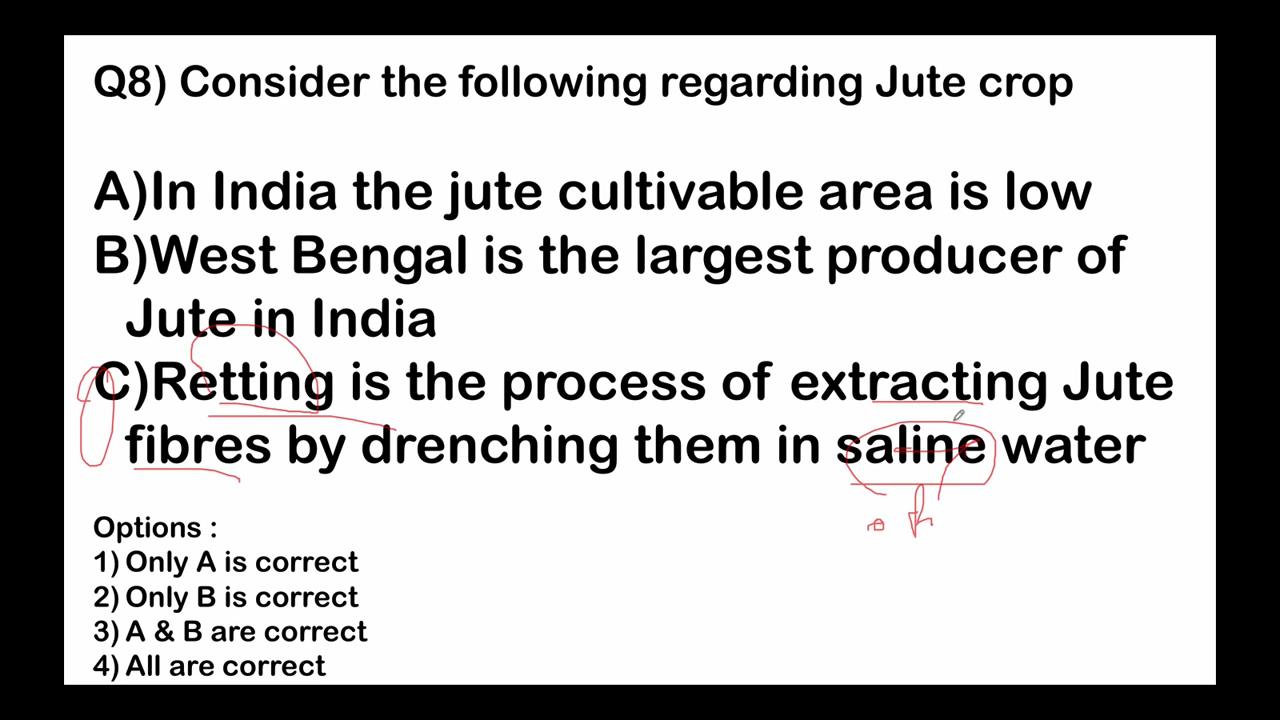 Q8) Consider the following regarding Jute crop
A)In India the jute cultivable area is low
B)West Bengal is the largest producer of
Jute in India
C)Retting is the process of extracting Jute
fibres by drenching them in saline water
Options :
1) Only A is correct
2) Only B is correct
3) A & B are correct
4) All are correct